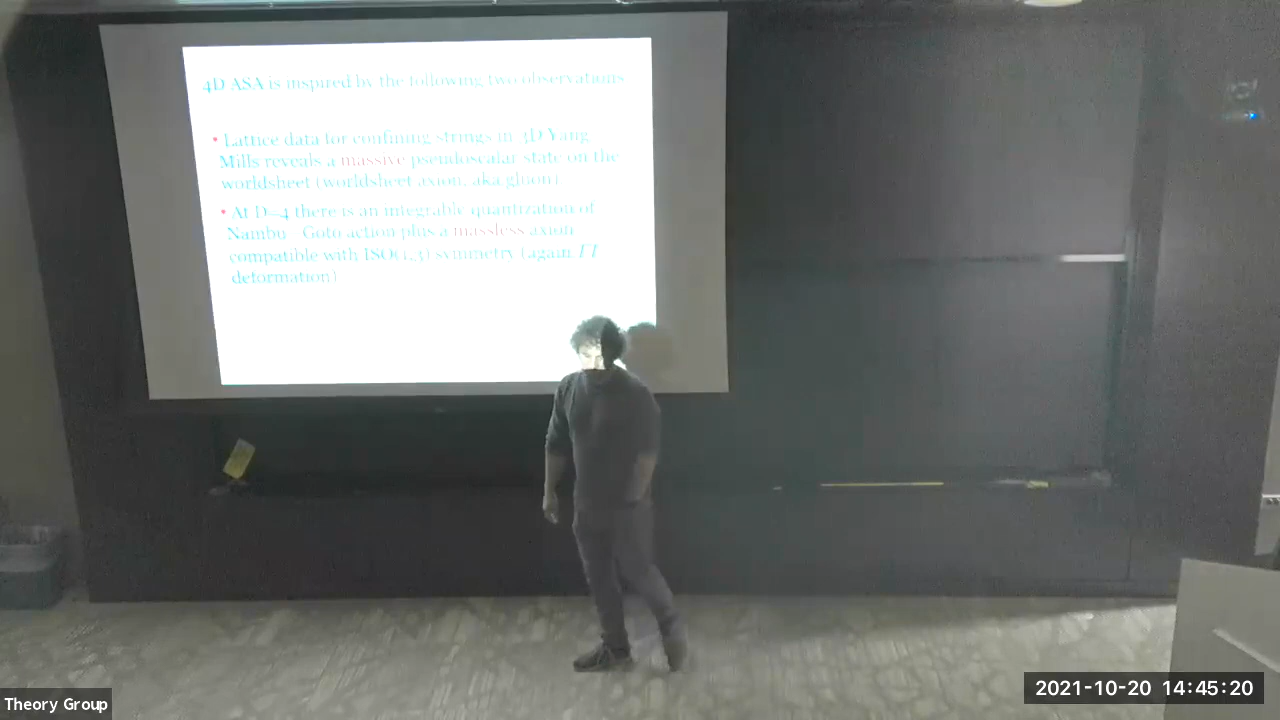 4D ASA is inspired by the following two observations
• Lattice data for confining strings in 4D Yang
Mills reveals a massive pseudoscalar state on the
worldsheet (worldsheet axion, aka gluon)
• At D=4 there is an integrable quantization of
Nambu-Goto action plus a massless axion
compatible with ISO(1,3) symmetry (again
deformation)
2021-10-20 14:45:20
Theory Group